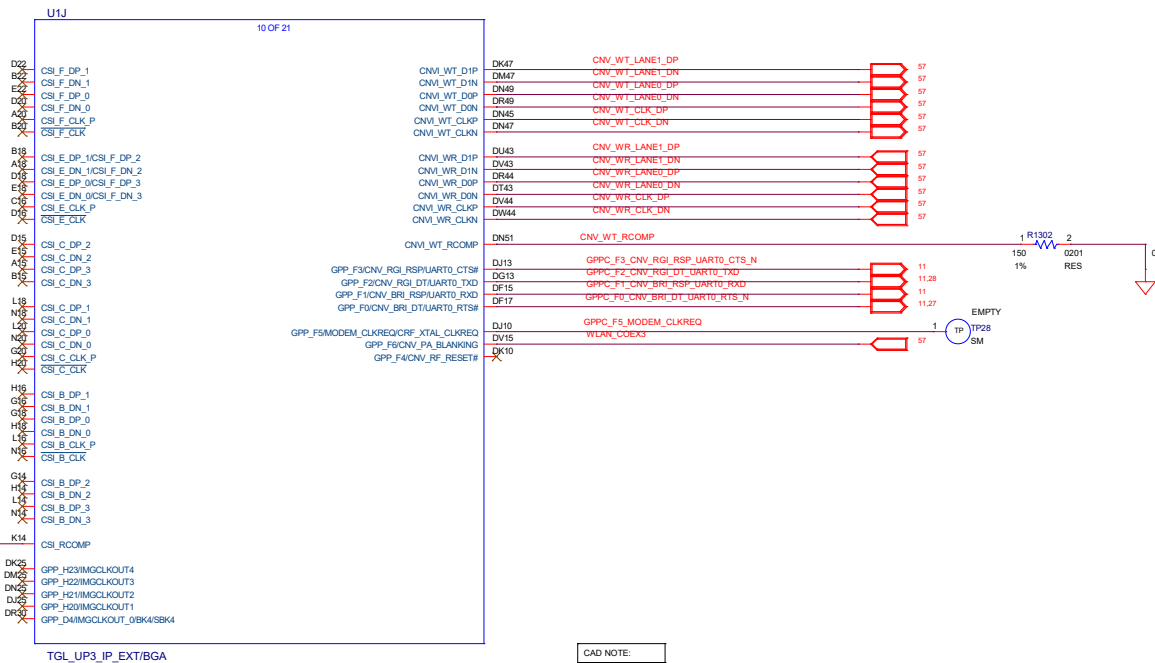 U1J
10 OF 21
D22 CSI_F_DP_1
B22 CSI_F_DN_1
E22 CSI_F_DP_0
D20 CSI_F_DN_0
A20 CSI_F_CLK_P
B20 CSI_F_CLK
B18 CSI_E_DP_1/CSI_F_DP_2
A18 CSI_E_DN_1/CSI_F_DN_2
D18 CSI_E_DP_0/CSI_F_DP_3
E18 CSI_E_DN_0/CSI_F_DN_3
C16 CSI_E_CLK_P
D16 CSI_E_CLK
D15 CSI_C_DP_2
E15 CSI_C_DN_2
A15 CSI_C_DP_3
B15 CSI_C_DN_3
L18 CSI_C_DP_1
N18 CSI_C_DN_1
L20 CSI_C_DP_0
N20 CSI_C_DN_0
G20 CSI_C_CLK_P
H20 CSI_C_CLK
H16 CSI_B_DP_1
G16 CSI_B_DN_1
G18 CSI_B_DP_0
H18 CSI_B_DN_0
L16 CSI_B_CLK_P
N16 CSI_B_CLK
G14 CSI_B_DP_2
H14 CSI_B_DN_2
L14 CSI_B_DP_3
N14 CSI_B_DN_3
K14 CSI_RCOMP
DK25 GPP_H23/IMGCLKOUT4
DM25 GPP_H22/IMGCLKOUT3
DN25 GPP_H21/IMGCLKOUT2
DJ25 GPP_H20/IMGCLKOUT1
DR30 GPP_D4/IMGCLKOUT_0/BK4/SBK4
CNVI_WT_D1P DK47 CNV_WT_LANE1_DP 57
CNVI_WT_D1N DM47 CNV_WT_LANE1_DN 57
CNVI_WT_D0P DN49 CNV_WT_LANE0_DP 57
CNVI_WT_D0N DR49 CNV_WT_LANE0_DN 57
CNVI_WT_CLKP DN45 CNV_WT_CLK_DP 57
CNVI_WT_CLKN DN47 CNV_WT_CLK_DN 57
CNVI_WR_D1P DU43 CNV_WR_LANE1_DP 57
CNVI_WR_D1N DV43 CNV_WR_LANE1_DN 57
CNVI_WR_D0P DR44 CNV_WR_LANE0_DP 57
CNVI_WR_D0N DT43 CNV_WR_LANE0_DN 57
CNVI_WR_CLKP DV44 CNV_WR_CLK_DP 57
CNVI_WR_CLKN DW44 CNV_WR_CLK_DN 57
CNVI_WT_RCOMP DN51 CNV_WT_RCOMP 1 R1302 2
150 0201
1% RES
GPP_F3/CNV_RGI_RSP/UART0_CTS# DJ13 GPPC_F3_CNV_RGI_RSP_UART0_CTS_N 11
GPP_F2/CNV_RGI_DT/UART0_TXD DG13 GPPC_F2_CNV_RGI_DT_UART0_TXD 11,28
GPP_F1/CNV_BRI_RSP/UART0_RXD DF15 GPPC_F1_CNV_BRI_RSP_UART0_RXD 11
GPP_F0/CNV_BRI_DT/UART0_RTS# DF17 GPPC_F0_CNV_BRI_DT_UART0_RTS_N 11,27
EMPTY
GPP_F5/MODEM_CLKREQ/CRF_XTAL_CLKREQ DJ10 GPPC_F5_MODEM_CLKREQ 1 TP TP28
SM
GPP_F6/CNV_PA_BLANKING DV15 WLAN_COEX3 57
GPP_F4/CNV_RF_RESET# DK10
TGL_UP3_IP_EXT/BGA
CAD NOTE: